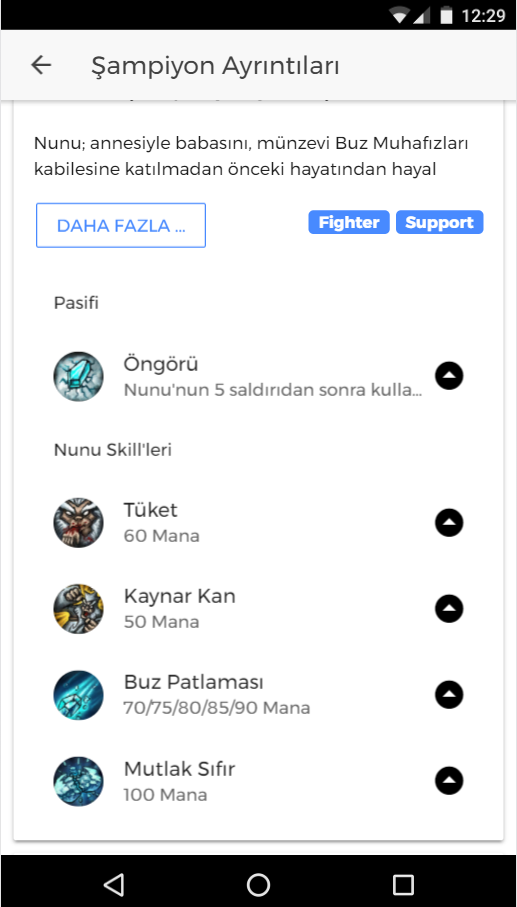 12:29
Şampiyon Ayrıntıları
Nunu; annesiyle babasını, münzevi Buz Muhafızları
kabilesine katılmadan önceki hayatından hayal
DAHA FAZLA ...
Fighter Support
Pasifi
Öngörü
Nunu'nun 5 saldırıdan sonra kulla...
Nunu Skill'leri
Tüket
60 Mana
Kaynar Kan
50 Mana
Buz Patlaması
70/75/80/85/90 Mana
Mutlak Sıfır
100 Mana